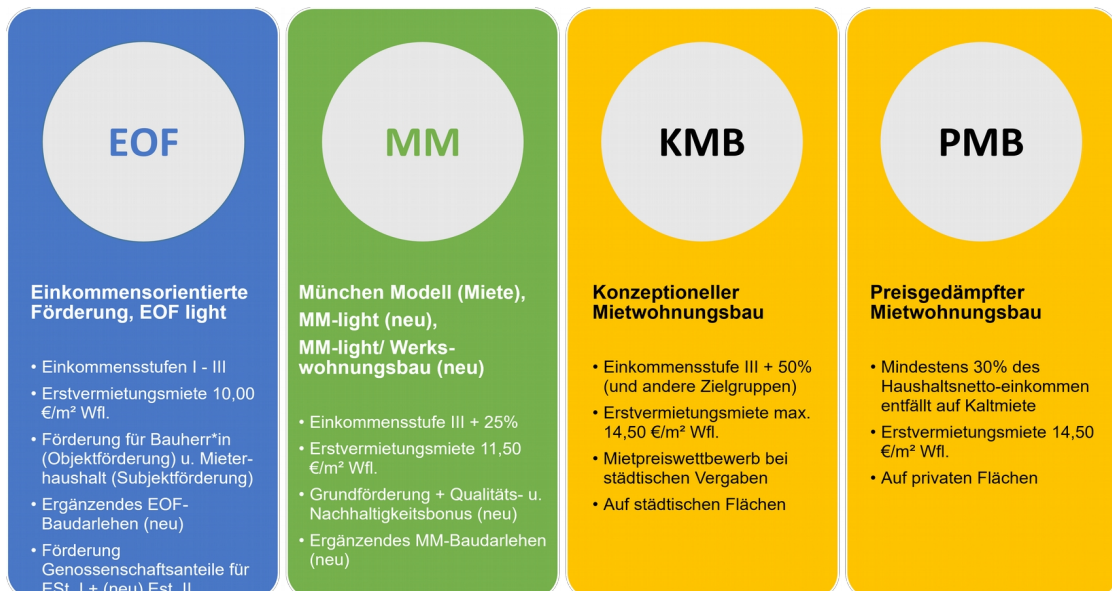 EOF
Einkommensorientierte
Förderung, EOF light
• Einkommensstufen I - III
• Erstvermietungsmiete 10,00
€/m² Wfl.
• Förderung für Bauherr*in
(Objektförderung) u. Mieter-
haushalt (Subjektförderung)
• Ergänzendes EOF-
Baudarlehen (neu)
• Förderung
Genossenschaftsanteile für
ESt. I + (neu) Est. II
MM
München Modell (Miete),
MM-light (neu),
MM-light/ Werks-
wohnungsbau (neu)
• Einkommensstufe III + 25%
• Erstvermietungsmiete 11,50
€/m² Wfl.
• Grundförderung + Qualitäts- u.
Nachhaltigkeitsbonus (neu)
• Ergänzendes MM-Baudarlehen
(neu)
KMB
Konzeptioneller
Mietwohnungsbau
• Einkommensstufe III + 50%
(und andere Zielgruppen)
• Erstvermietungsmiete max.
14,50 €/m² Wfl.
• Mietpreiswettbewerb bei
städtischen Vergaben
• Auf städtischen Flächen
PMB
Preisgedämpfter
Mietwohnungsbau
• Mindestens 30% des
Haushaltsnetto-einkommen
entfällt auf Kaltmiete
• Erstvermietungsmiete 14,50
€/m² Wfl.
• Auf privaten Flächen